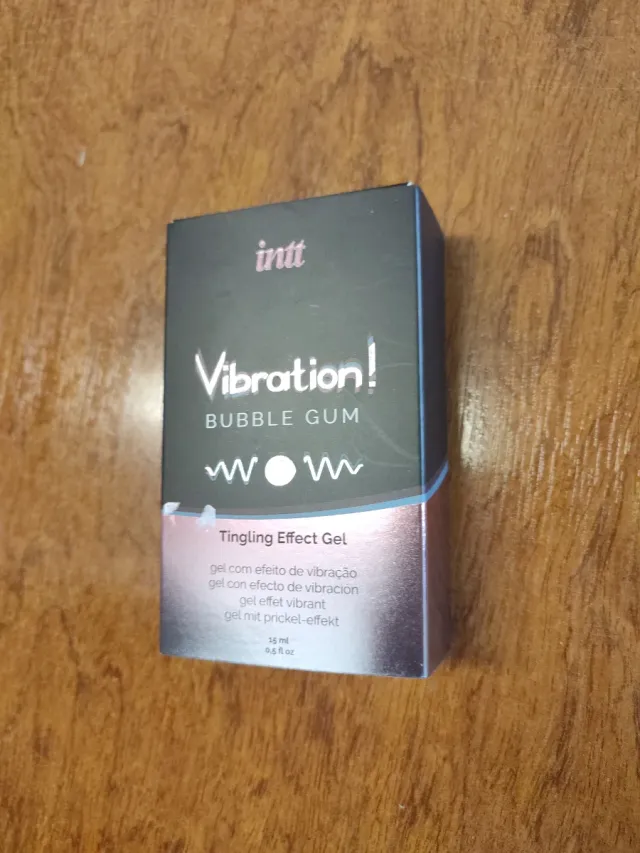 intt
Vibration!
BUBBLE GUM
Tingling Effect Gel
gel com efeito de vibração
gel con efecto de vibración
gel effet vibrant
gel mit prickel-effekt
15 ml
0,5 fl oz